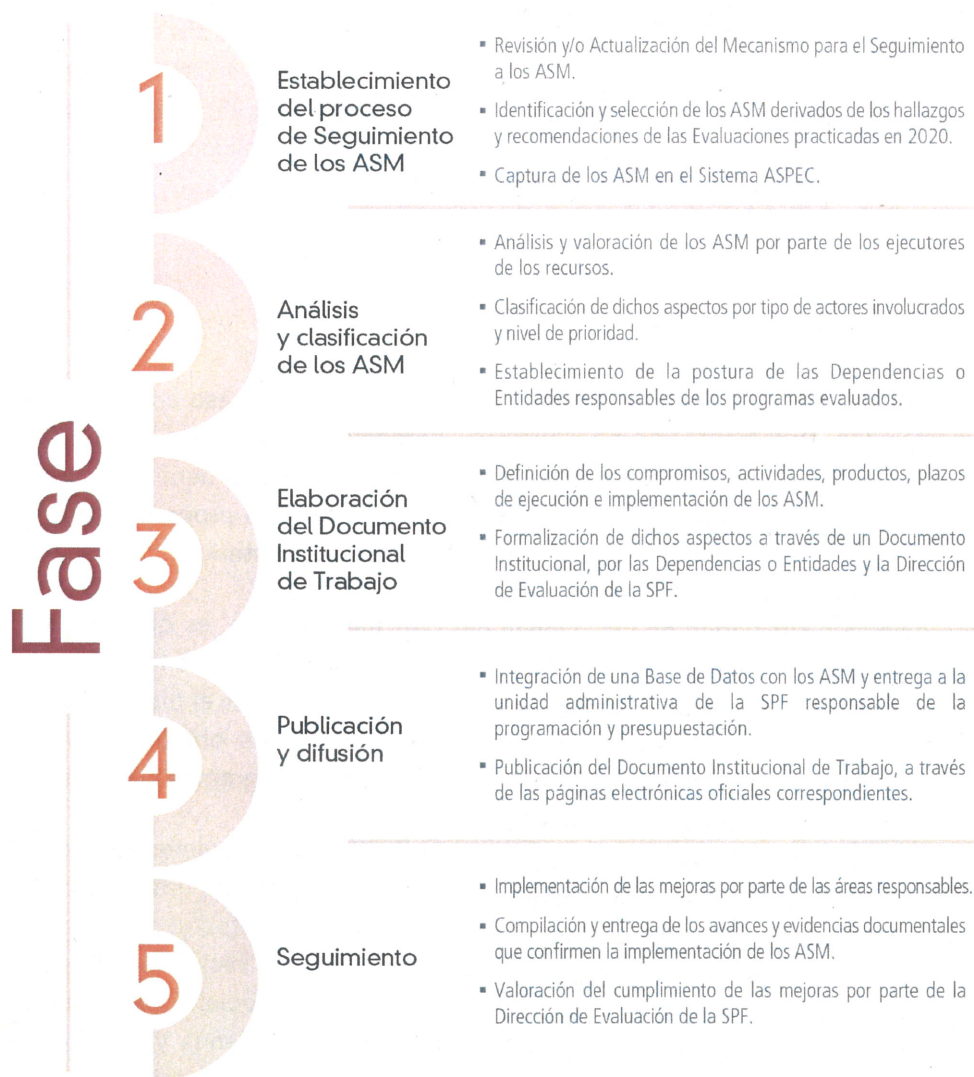 Fase
1
Establecimiento
del proceso
de Seguimiento
de los ASM
▪ Revisión y/o Actualización del Mecanismo para el Seguimiento
a los ASM.
▪ Identificación y selección de los ASM derivados de los hallazgos
y recomendaciones de las Evaluaciones practicadas en 2020.
▪ Captura de los ASM en el Sistema ASPEC.
2
Análisis
y clasificación
de los ASM
▪ Análisis y valoración de los ASM por parte de los ejecutores
de los recursos.
▪ Clasificación de dichos aspectos por tipo de actores involucrados
y nivel de prioridad.
▪ Establecimiento de la postura de las Dependencias o
Entidades responsables de los programas evaluados.
3
Elaboración
del Documento
Institucional
de Trabajo
▪ Definición de los compromisos, actividades, productos, plazos
de ejecución e implementación de los ASM.
▪ Formalización de dichos aspectos a través de un Documento
Institucional, por las Dependencias o Entidades y la Dirección
de Evaluación de la SPF.
4
Publicación
y difusión
▪ Integración de una Base de Datos con los ASM y entrega a la
unidad administrativa de la SPF responsable de la
programación y presupuestación.
▪ Publicación del Documento Institucional de Trabajo, a través
de las páginas electrónicas oficiales correspondientes.
5
Seguimiento
▪ Implementación de las mejoras por parte de las áreas responsables.
▪ Compilación y entrega de los avances y evidencias documentales
que confirmen la implementación de los ASM.
▪ Valoración del cumplimiento de las mejoras por parte de la
Dirección de Evaluación de la SPF.